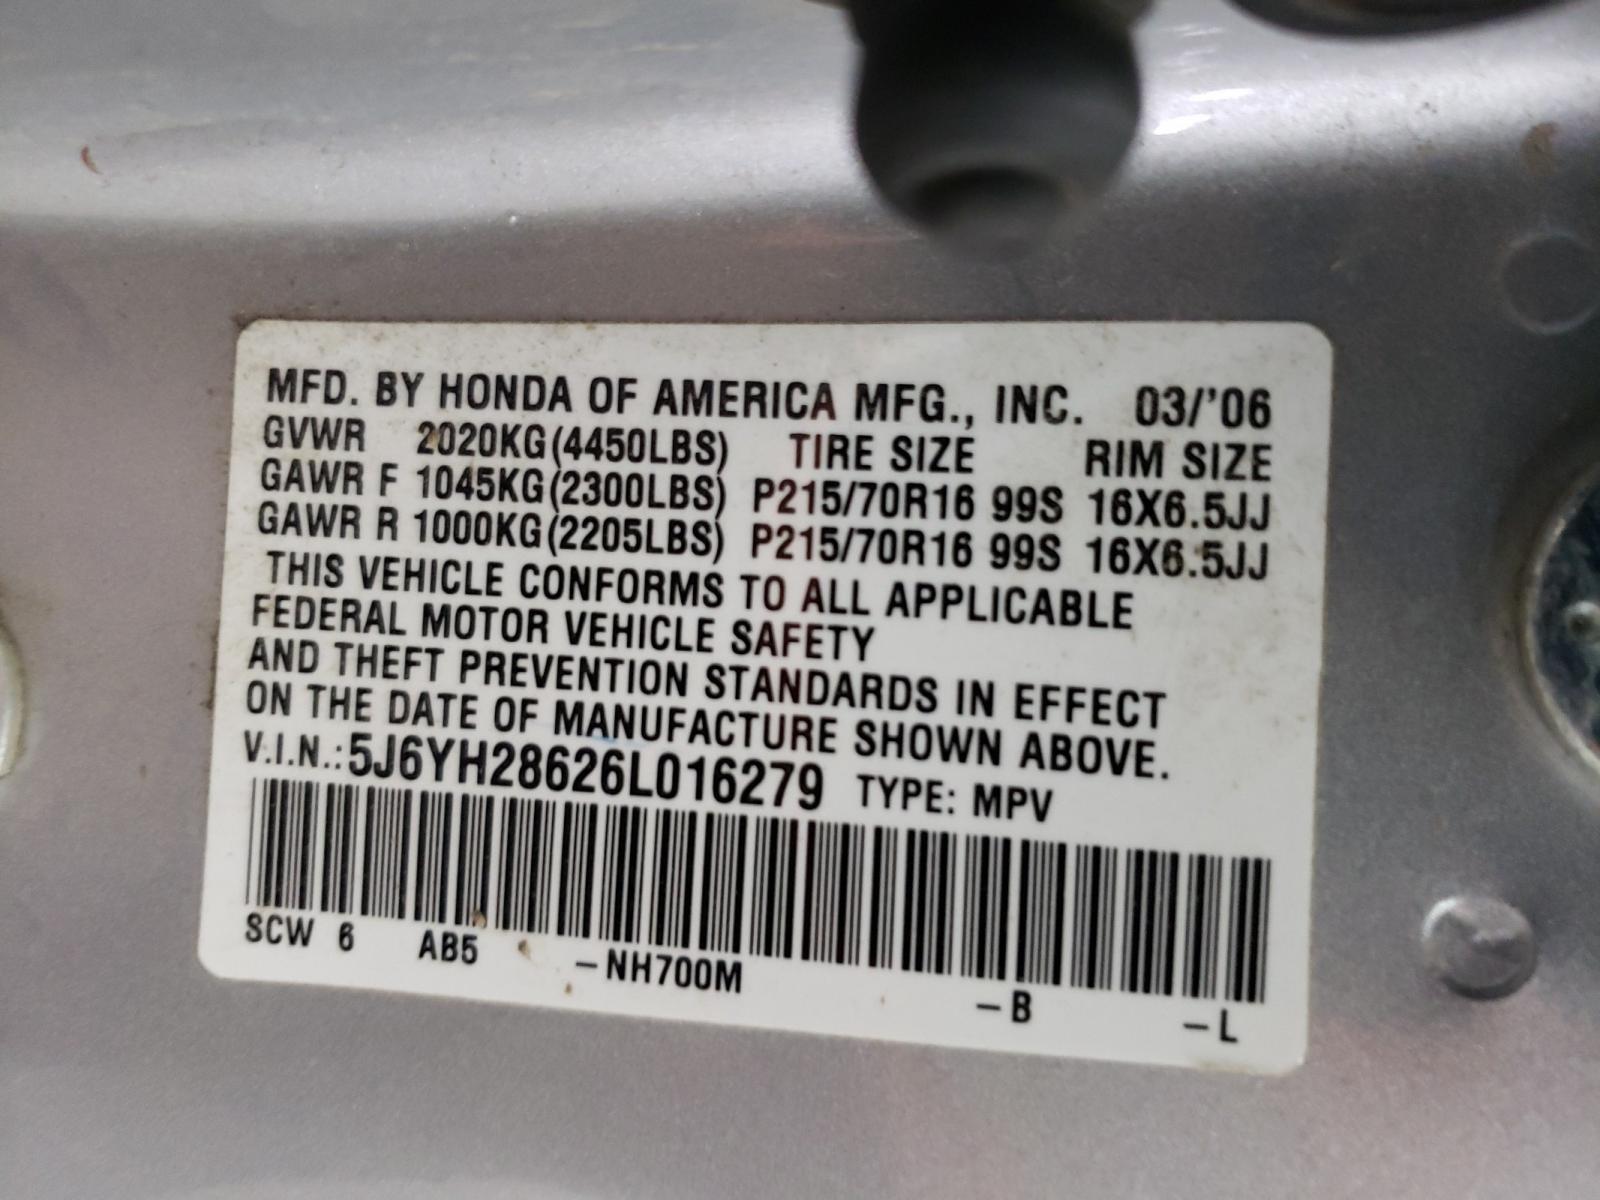 MFD. BY HONDA OF AMERICA MFG., INC. 03/'06
GVWR 2020KG(4450LBS) TIRE SIZE RIM SIZE
GAWR F 1045KG(2300LBS) P215/70R16 99S 16X6.5JJ
GAWR R 1000KG(2205LBS) P215/70R16 99S 16X6.5JJ
THIS VEHICLE CONFORMS TO ALL APPLICABLE
FEDERAL MOTOR VEHICLE SAFETY
AND THEFT PREVENTION STANDARDS IN EFFECT
ON THE DATE OF MANUFACTURE SHOWN ABOVE.
V.I.N.: 5J6YH28626L016279 TYPE: MPV
SCW 6 AB5 -NH700M -B -L